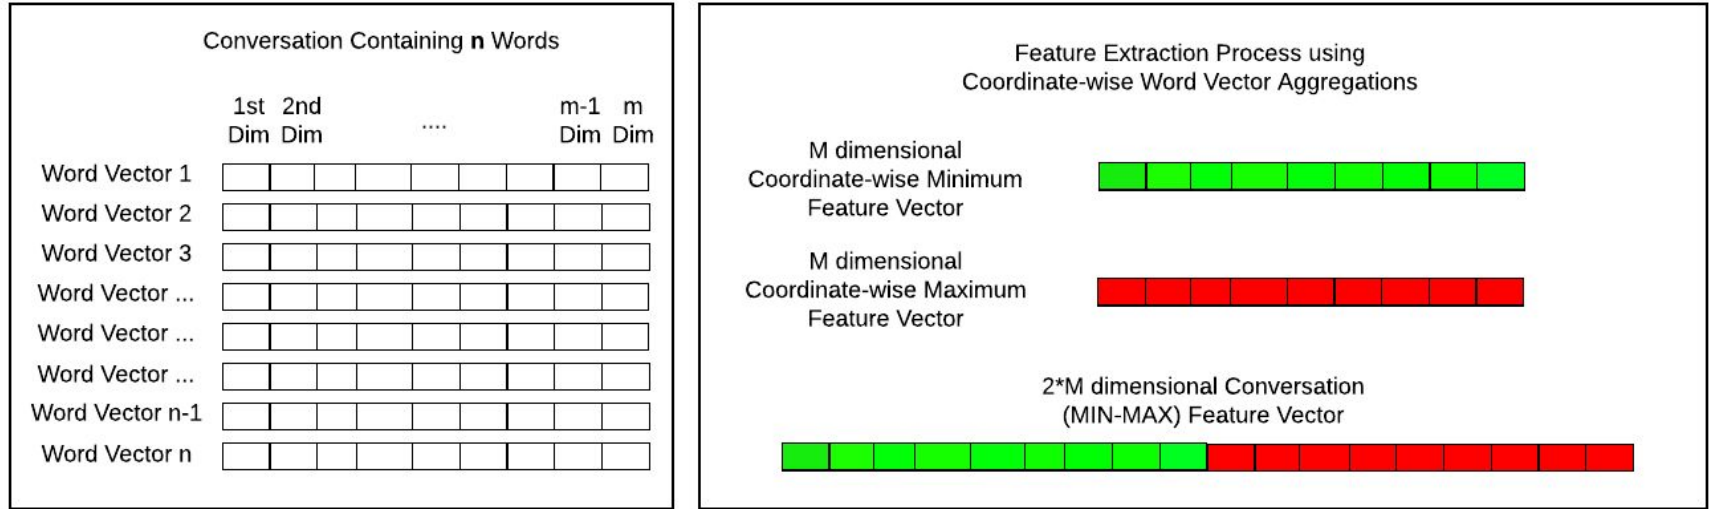 Conversation Containing n Words
1st 2nd m-1 m
Dim Dim .... Dim Dim
Word Vector 1
Word Vector 2
Word Vector 3
Word Vector ...
Word Vector ...
Word Vector ...
Word Vector n-1
Word Vector n
Feature Extraction Process using
Coordinate-wise Word Vector Aggregations
M dimensional
Coordinate-wise Minimum
Feature Vector
M dimensional
Coordinate-wise Maximum
Feature Vector
2*M dimensional Conversation
(MIN-MAX) Feature Vector